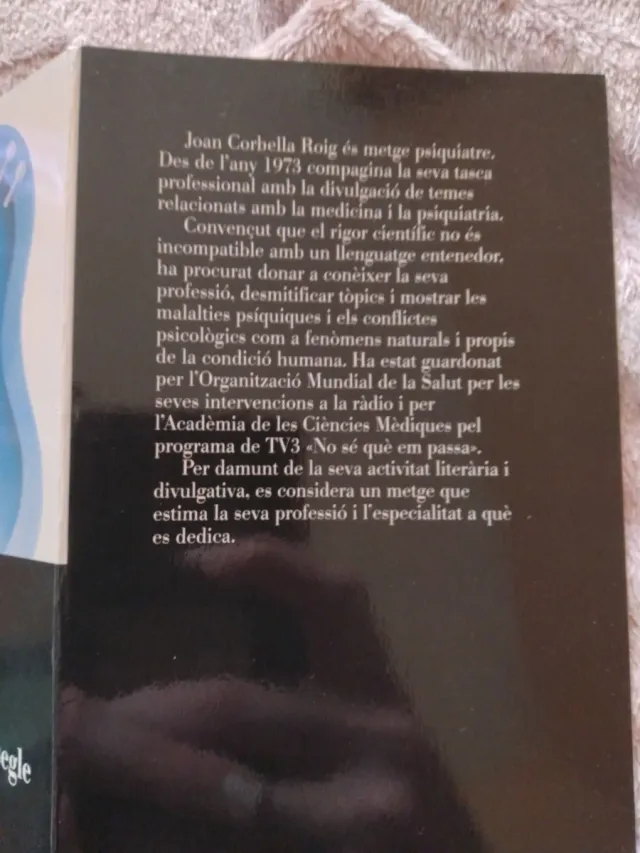 Joan Corbella Roig és metge psiquiatre.
Des de l'any 1973 compagina la seva tasca
professional amb la divulgació de temes
relacionats amb la medicina i la psiquiatria.
Convençut que el rigor científic no és
incompatible amb un llenguatge entenedor,
ha procurat donar a conèixer la seva
professió, desmitificar tòpics i mostrar les
malalties psíquiques i els conflictes
psicològics com a fenòmens naturals i propis
de la condició humana. Ha estat guardonat
per l'Organització Mundial de la Salut per les
seves intervencions a la ràdio i per
l'Acadèmia de les Ciències Mèdiques pel
programa de TV3 «No sé què em passa».
Per damunt de la seva activitat literària i
divulgativa, es considera un metge que
estima la seva professió i l'especialitat a què
es dedica.